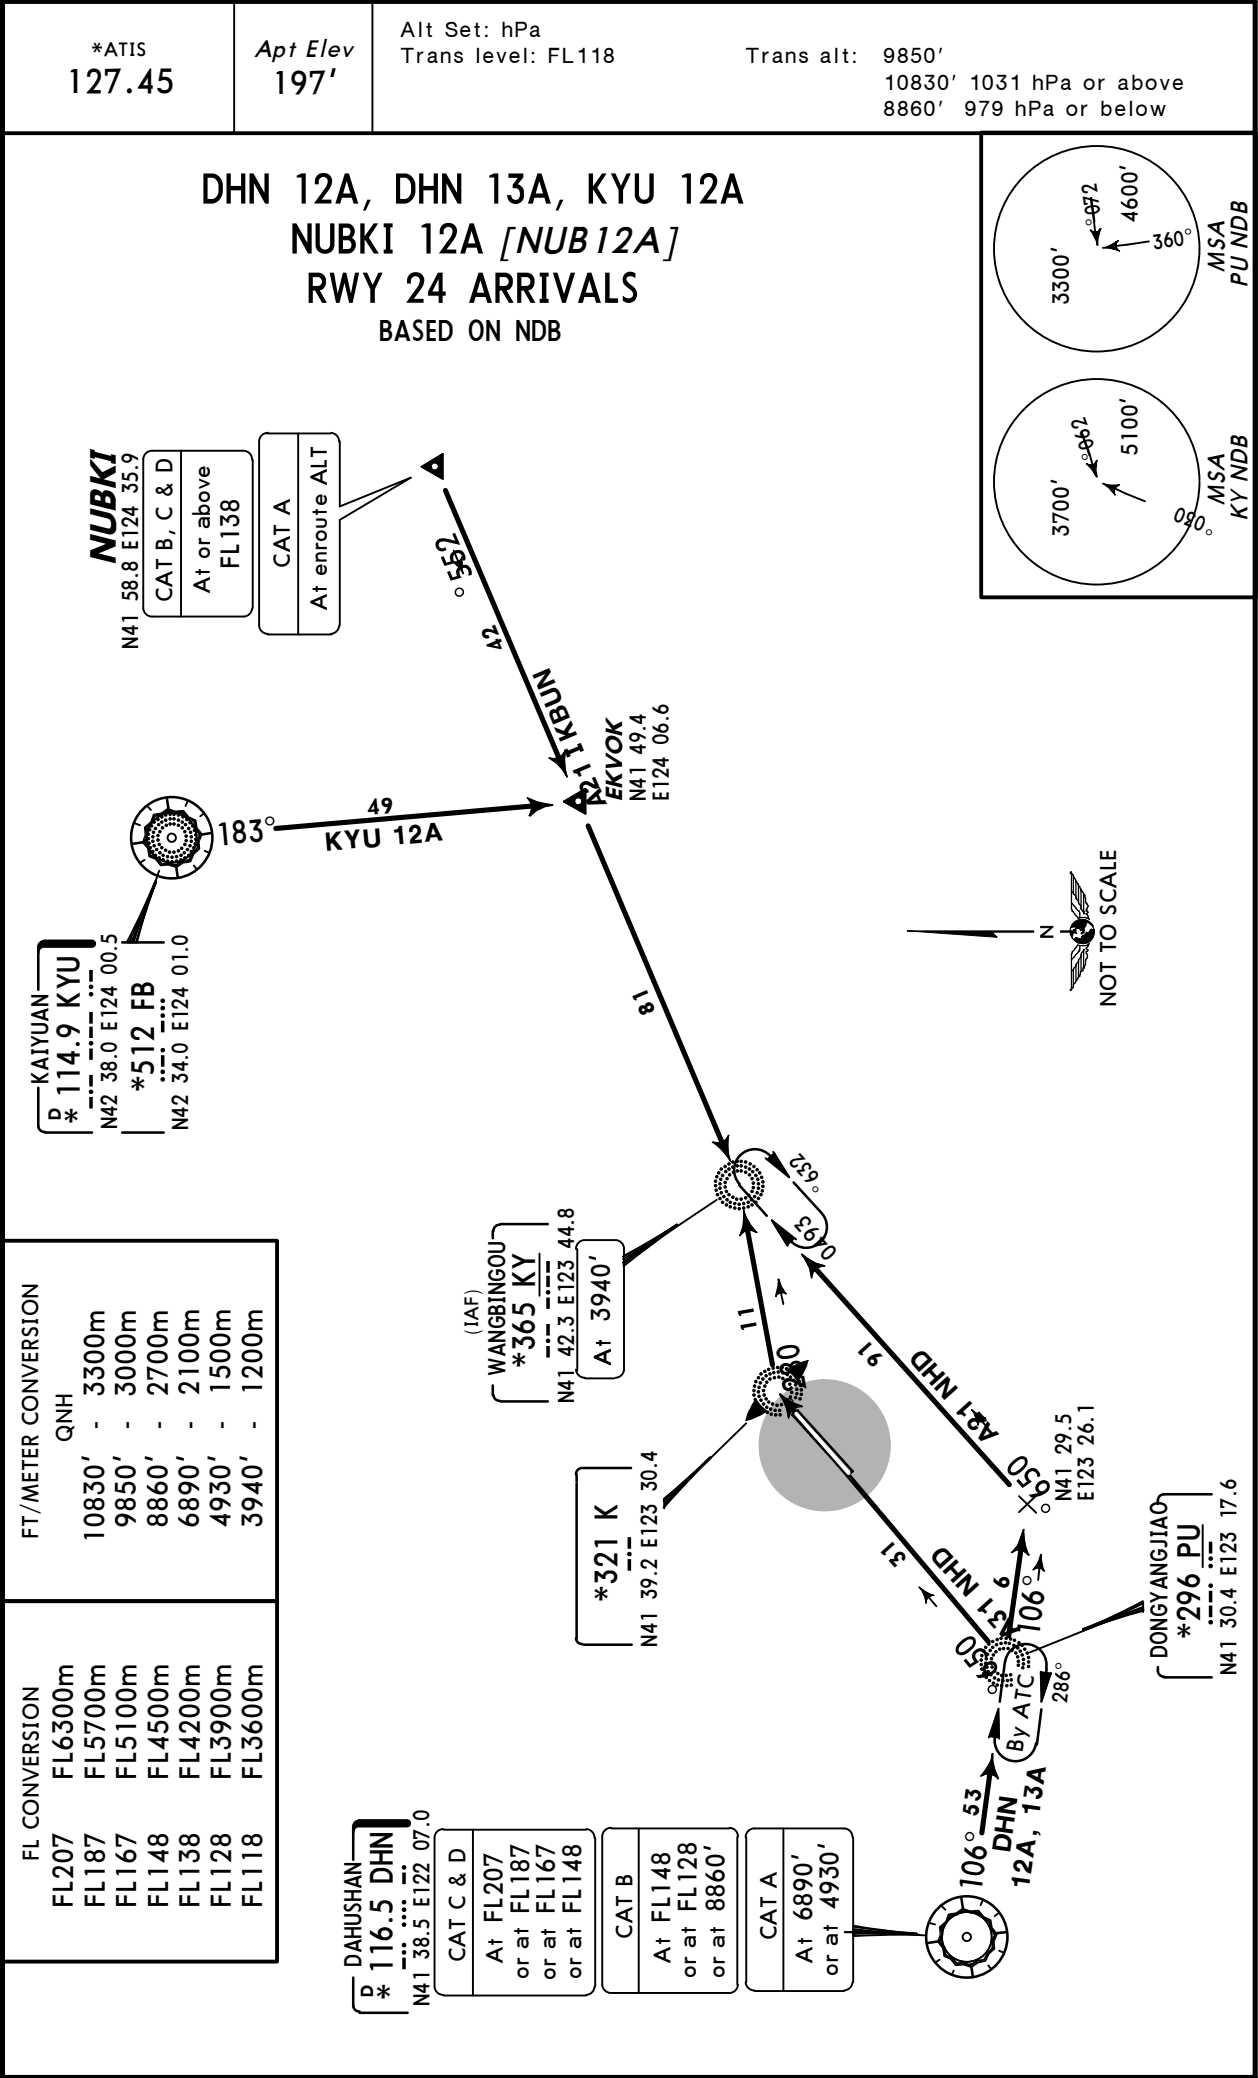 *ATIS
127.45
Apt Elev
197'
Alt Set: hPa
Trans level: FL118
Trans alt: 9850'
10830' 1031 hPa or above
8860' 979 hPa or below
DHN 12A, DHN 13A, KYU 12A
NUBKI 12A [NUB12A]
RWY 24 ARRIVALS
BASED ON NDB
072°
4600'
360°
3300'
MSA
PU NDB
062°
5100'
3700'
080°
MSA
KY NDB
NUBKI
N41 58.8 E124 35.9
CAT B, C & D
At or above
FL138
CAT A
At enroute ALT
42
EKVOK
N41 49.4
E124 06.6
183°
49
KYU 12A
KAIYUAN
D
* 114.9 KYU
N42 38.0 E124 00.5
*512 FB
N42 34.0 E124 01.0
81
N
NOT TO SCALE
(IAF)
WANGBINGOU
*365 KY
N41 42.3 E123 44.8
At 3940'
11
*321 K
N41 39.2 E123 30.4
N41 29.5
E123 26.1
31
9
106°
DONGYANGJIAO
*296 PU
N41 30.4 E123 17.6
By ATC
286°
106° 53
DHN
12A, 13A
DAHUSHAN
D
* 116.5 DHN
N41 38.5 E122 07.0
CAT C & D
At FL207
or at FL187
or at FL167
or at FL148
CAT B
At FL148
or at FL128
or at 8860'
CAT A
At 6890'
or at 4930'
FT/METER CONVERSION
QNH
10830' - 3300m
9850' - 3000m
8860' - 2700m
6890' - 2100m
4930' - 1500m
3940' - 1200m
FL CONVERSION
FL207 FL6300m
FL187 FL5700m
FL167 FL5100m
FL148 FL4500m
FL138 FL4200m
FL128 FL3900m
FL118 FL3600m